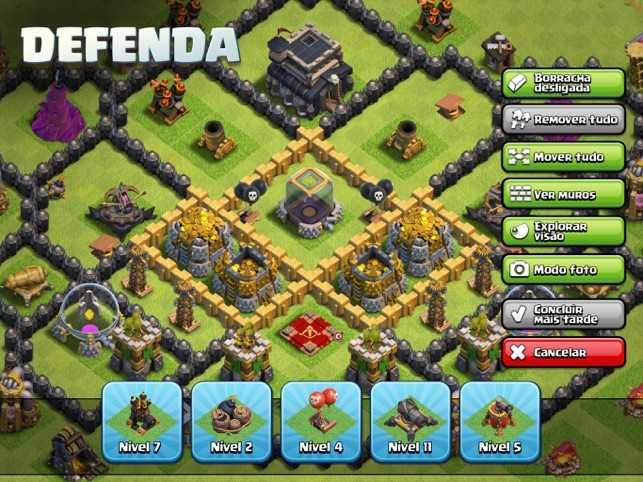 DEFENDA
Borracha
desligada
Remover tudo
Mover tudo
Ver muros
Explorar
visão
Modo foto
Concluir
Mais tarde
Cancelar
Nível 7
Nível 2
Nível 4
Nível 11
Nível 5